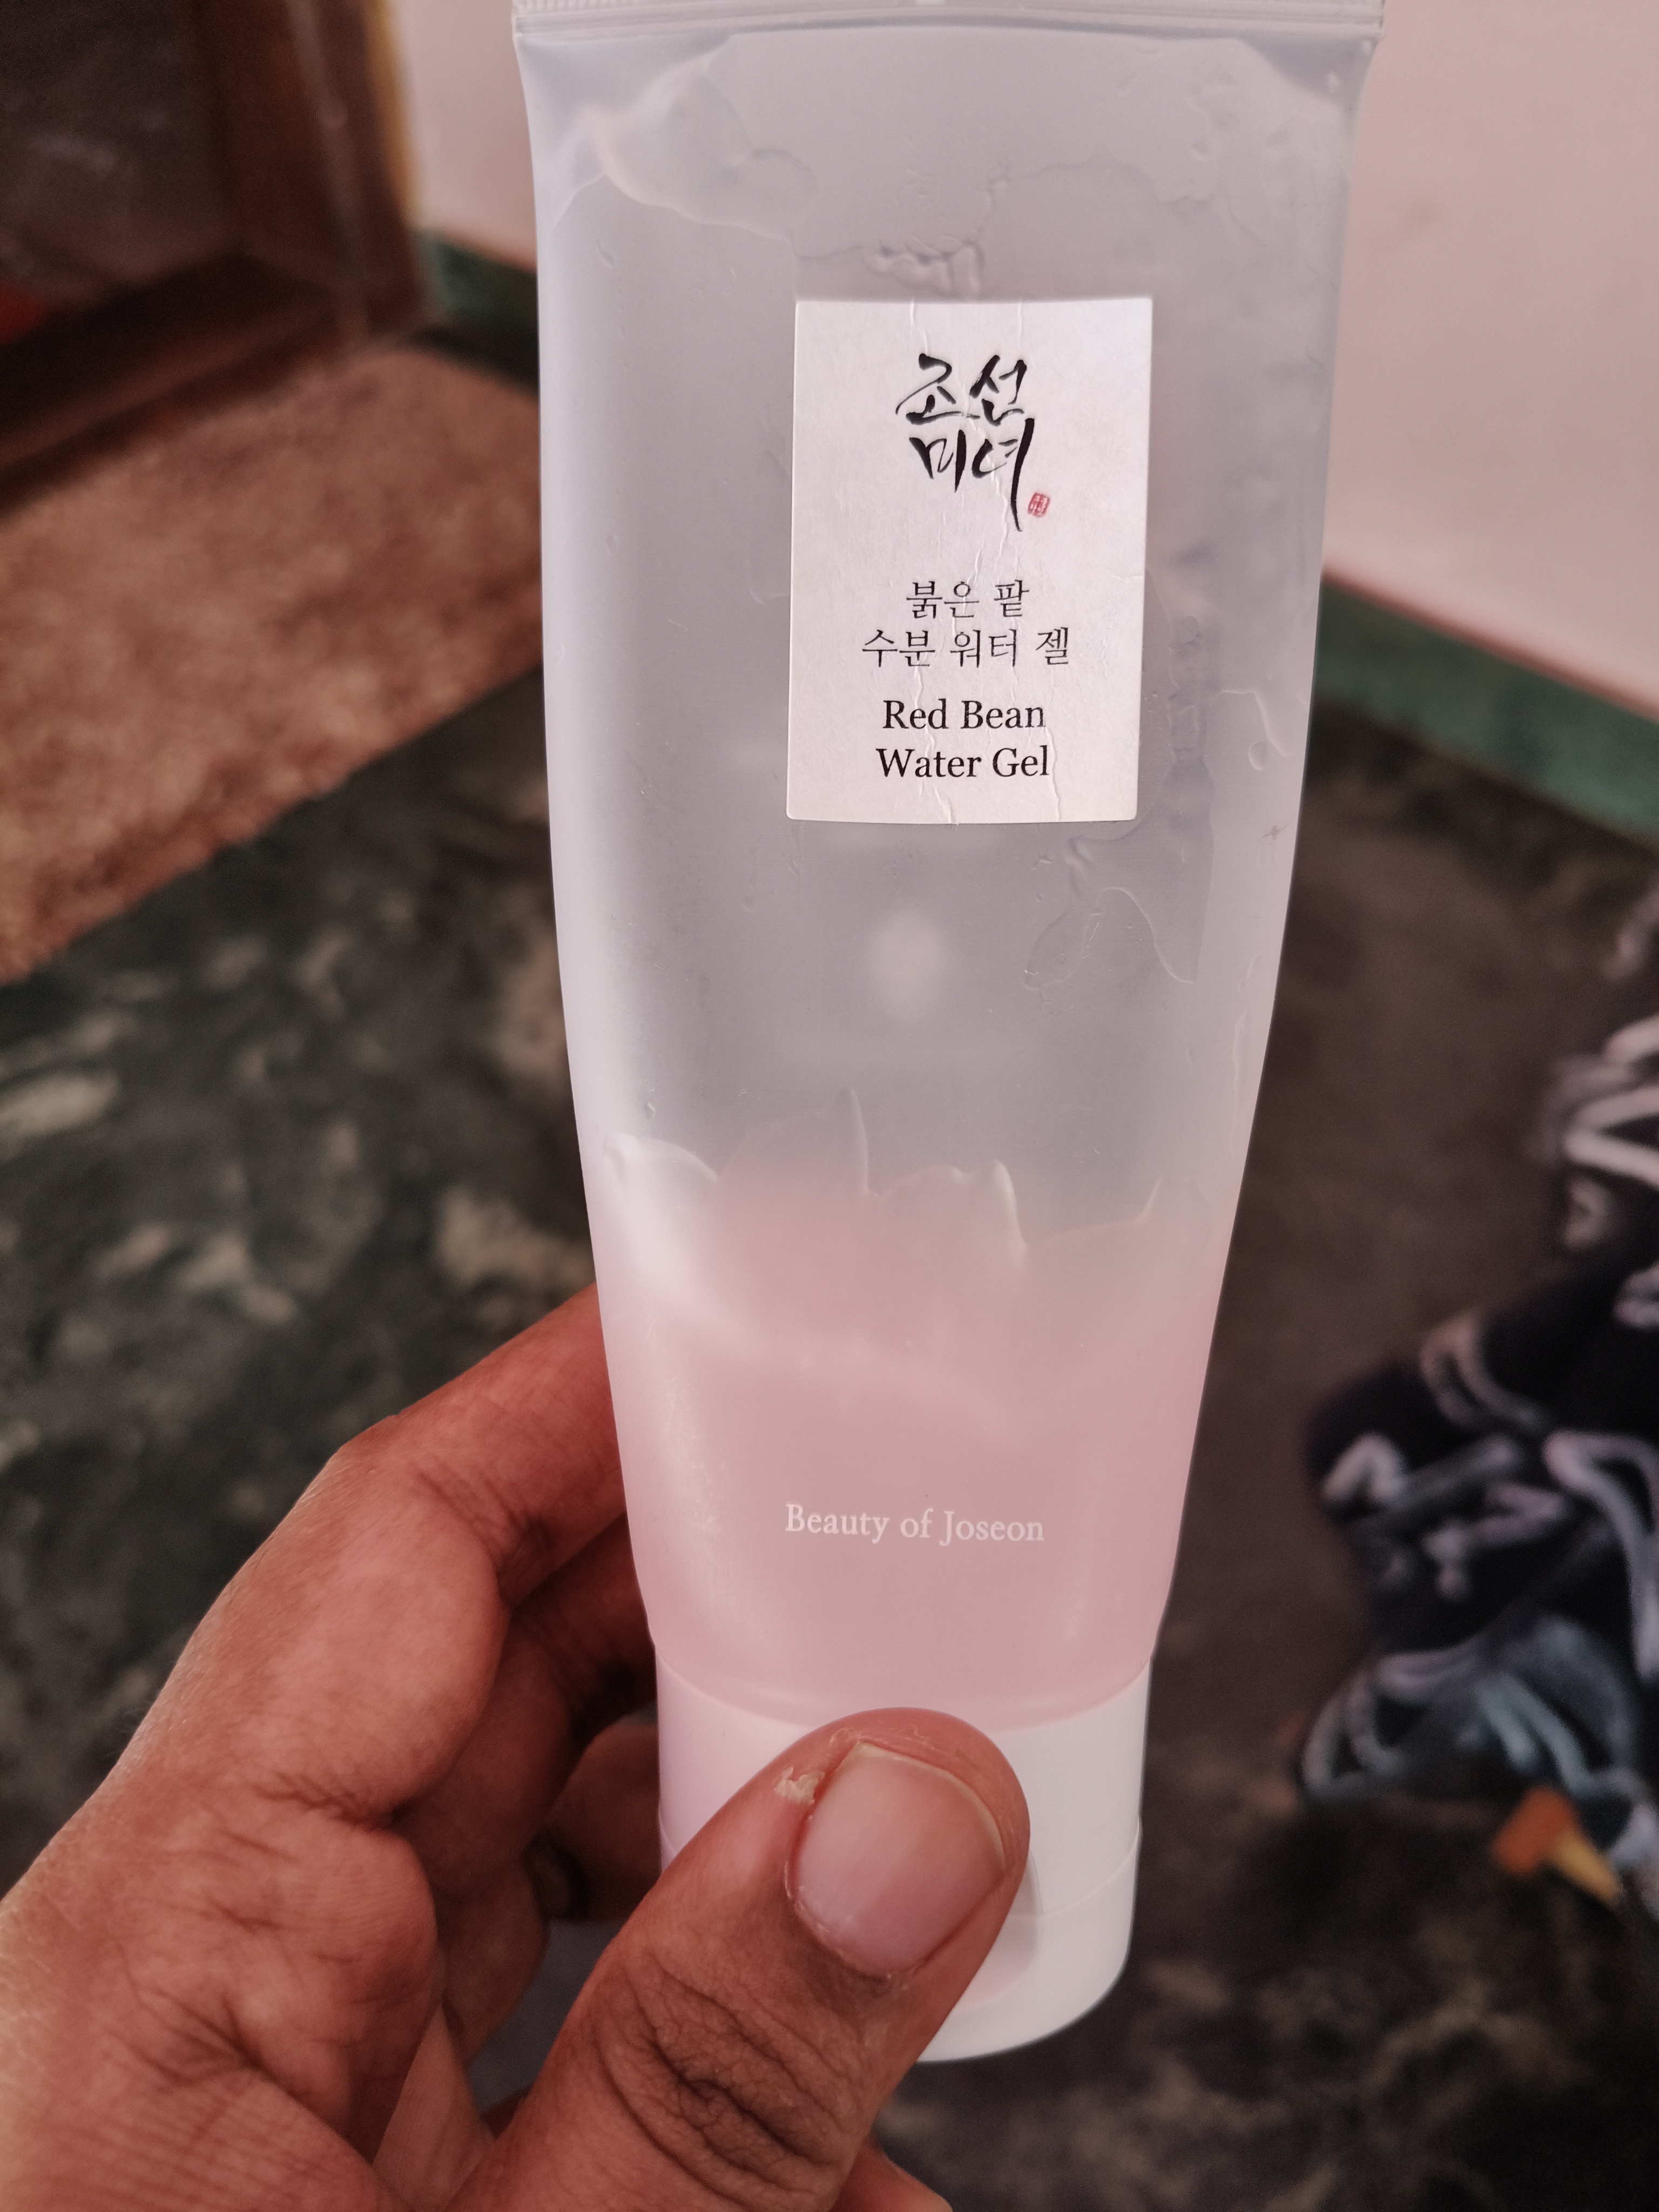 조선
미녀
붉은 팥
수분 워터 젤
Red Bean
Water Gel
Beauty of Joseon